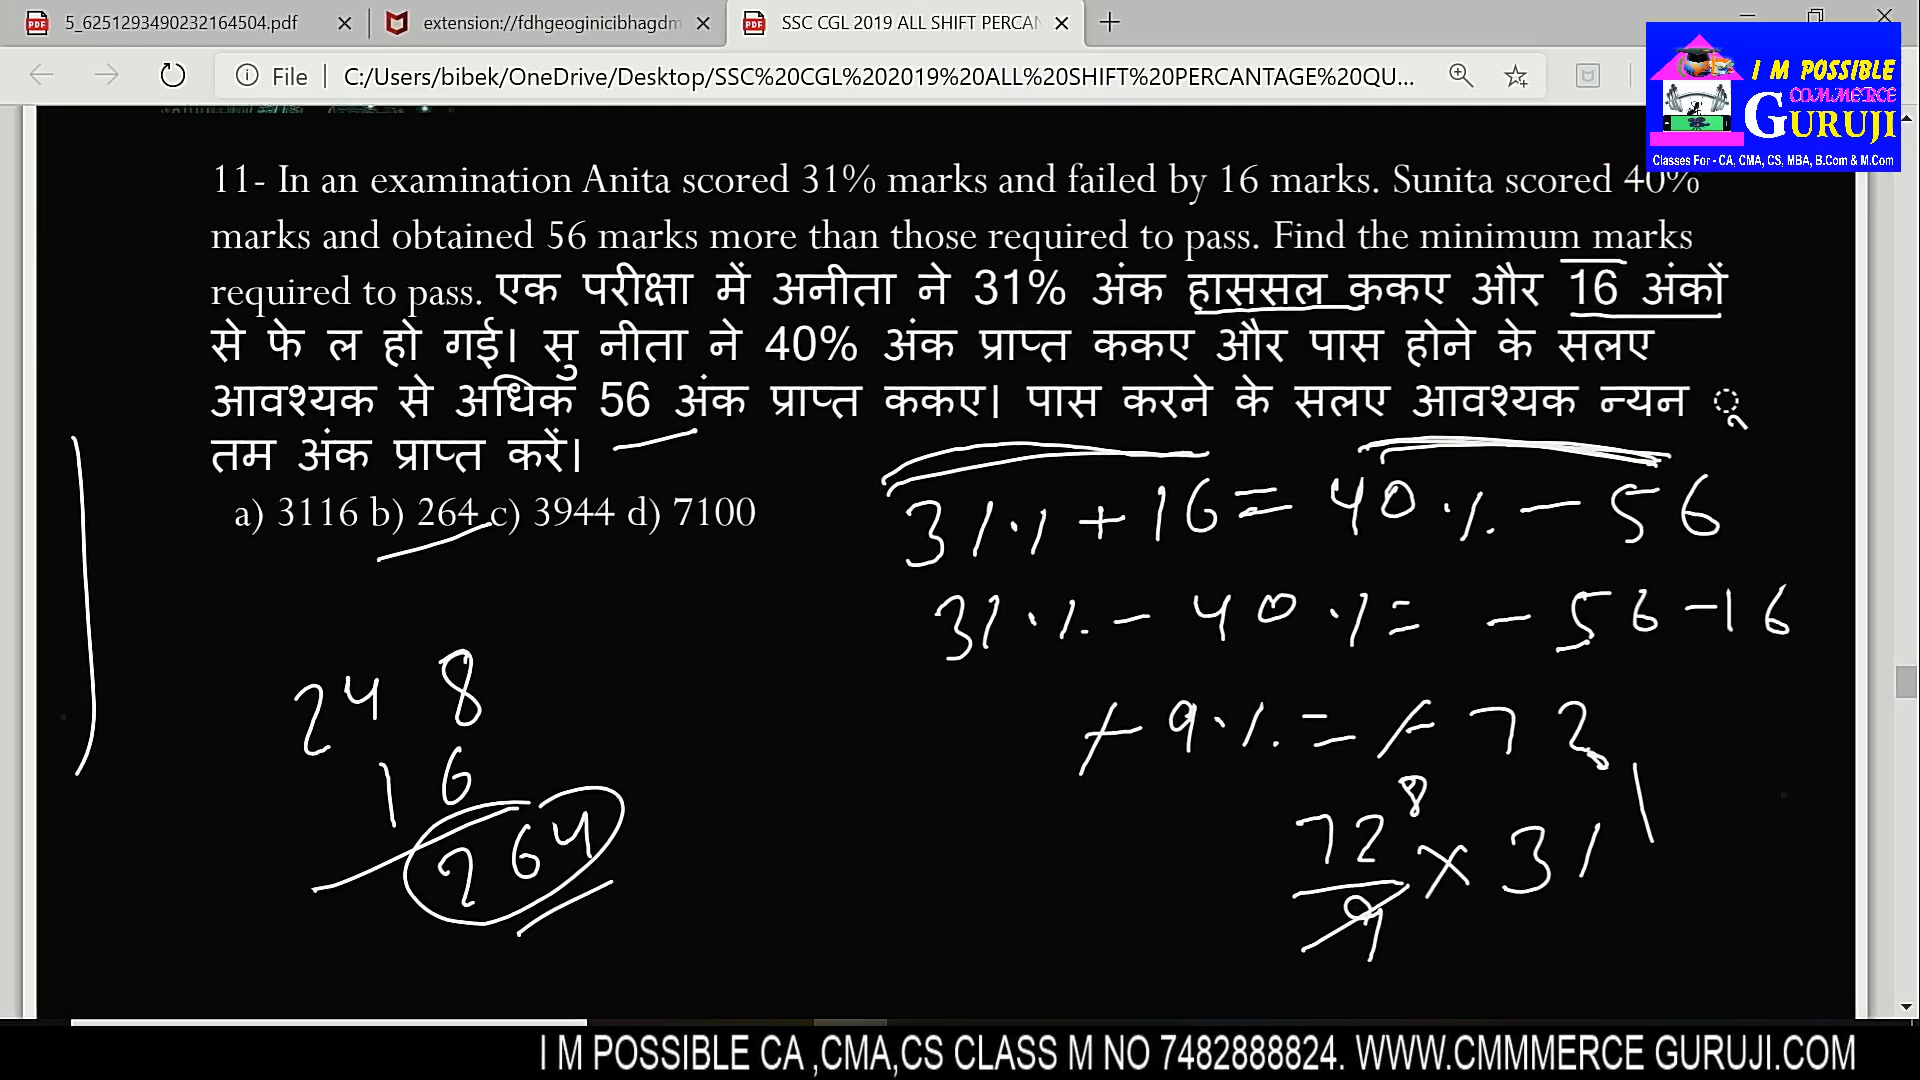 5_6251293490232164504.pdf
extension://fdhgeoginicibhagdm
SSC CGL 2019 ALL SHIFT PERCAN
File
C:/Users/bibek/OneDrive/Desktop/SSC%20CGL%202019%20ALL%20SHIFT%20PERCANTAGE%20QU...
I M POSSIBLE
COMMERCE
GURUJI
Classes For - CA, CMA, CS, MBA, B.Com & M.Com
11- In an examination Anita scored 31% marks and failed by 16 marks. Sunita scored 40%
marks and obtained 56 marks more than those required to pass. Find the minimum marks
required to pass. एक परीक्षा में अनीता ने 31% अंक हाससल ककए और 16 अंकों
से फे ल हो गई। सु नीता ने 40% अंक प्राप्त ककए और पास होने के सलए
आवश्यक से अधिक 56 अंक प्राप्त ककए। पास करने के सलए आवश्यक न्यन ू
तम अंक प्राप्त करें।
a) 3116 b) 264 c) 3944 d) 7100
31% + 16 = 40% - 56
31% - 40% = - 56 - 16
+ 9% = - 72
72/9 8 × 31
248
16
264
I M POSSIBLE CA ,CMA,CS CLASS M NO 7482888824. WWW.CMMMERCE GURUJI.COM